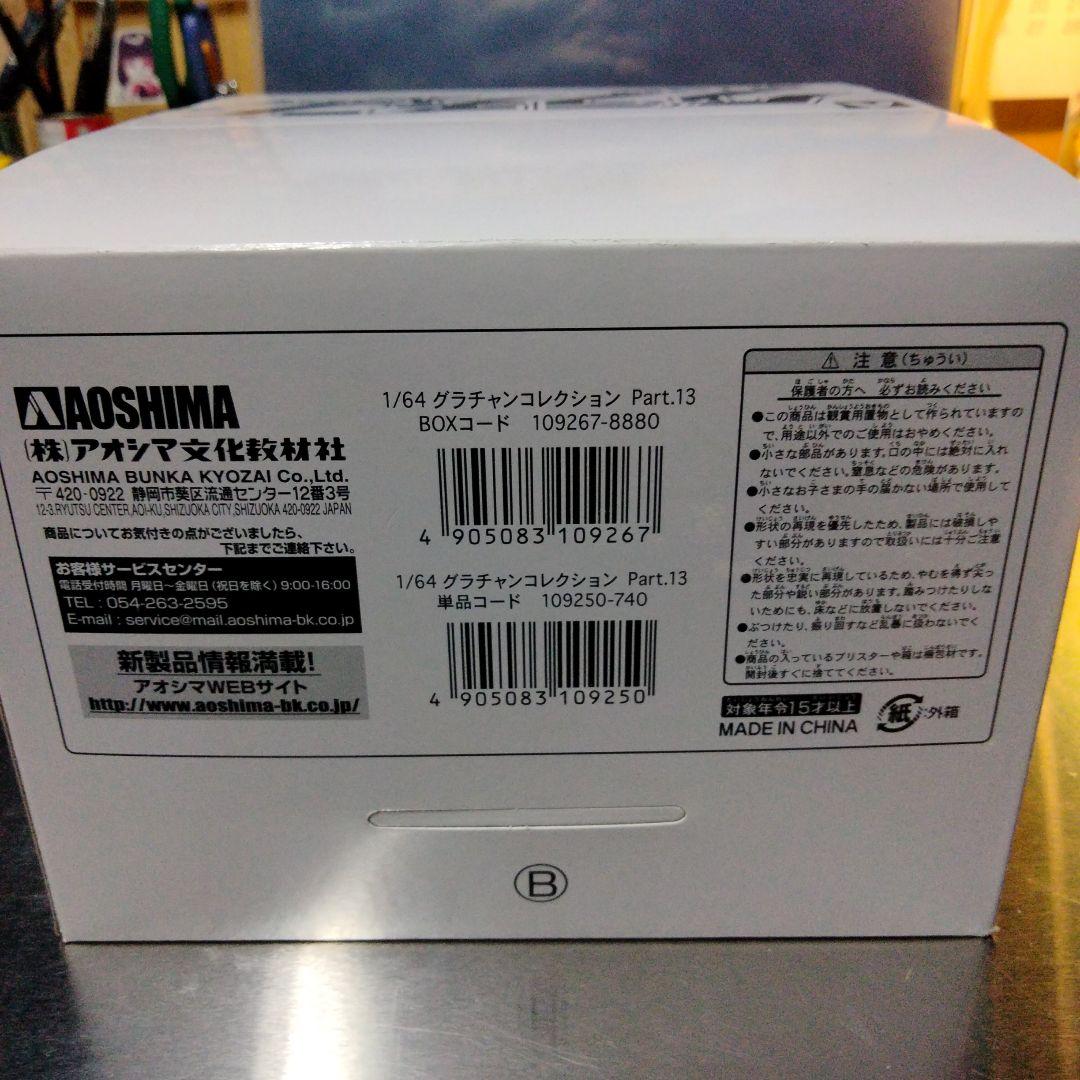 AOSHIMA
AOSHIMA
(株)アオシマ文化教材社
AOSHIMA BUNKA KYOZAI Co.,Ltd.
〒420-0922 静岡市葵区流通センター12番3号
12-3,RYUTSU CENTER,AOI-KU,SHIZUOKA CITY,SHIZUOKA 420-0922 JAPAN
商品についてお気付きの点がございましたら、
下記までご連絡下さい。
お客様サービスセンター
電話受付時間 月曜日~金曜日(祝日を除く) 9:00-16:00
TEL : 054-263-2595
E-mail : service@mail.aoshima-bk.co.jp
新製品情報満載!
アオシマWEBサイト
http://www.aoshima-bk.co.jp/
1/64 グラチャンコレクション Part.13
BOXコード 109267-8880
4 905083 109267
1/64 グラチャンコレクション Part.13
単品コード 109250-740
4 905083 109250
注意(ちゅうい)
保護者の方へ 必ずお読みください
●この商品は観賞用置物として作られていますの
で、用途以外でのご使用はおやめください。
●小さな部品があります。口の中には絶対に入れ
ないでください。窒息などの危険があります。
●小さなお子さまの手の届かない場所で使用して
ください。
●形状の再現を優先したため、製品には破損しや
すい部分がありますので取扱いには十分ご注意
ください。
●形状を忠実に再現しているため、やむを得ず尖っ
た部分や鋭い部分があります。踏みつけたりしな
いためにも、床などに放置しないでください。
●ぶつけたり、振り回すなど乱暴に扱わないでく
ださい。
●商品の入っているブリスターや箱は梱包材です。
開封後すぐに捨ててください。
対象年令15才以上
MADE IN CHINA
紙 :外箱
B